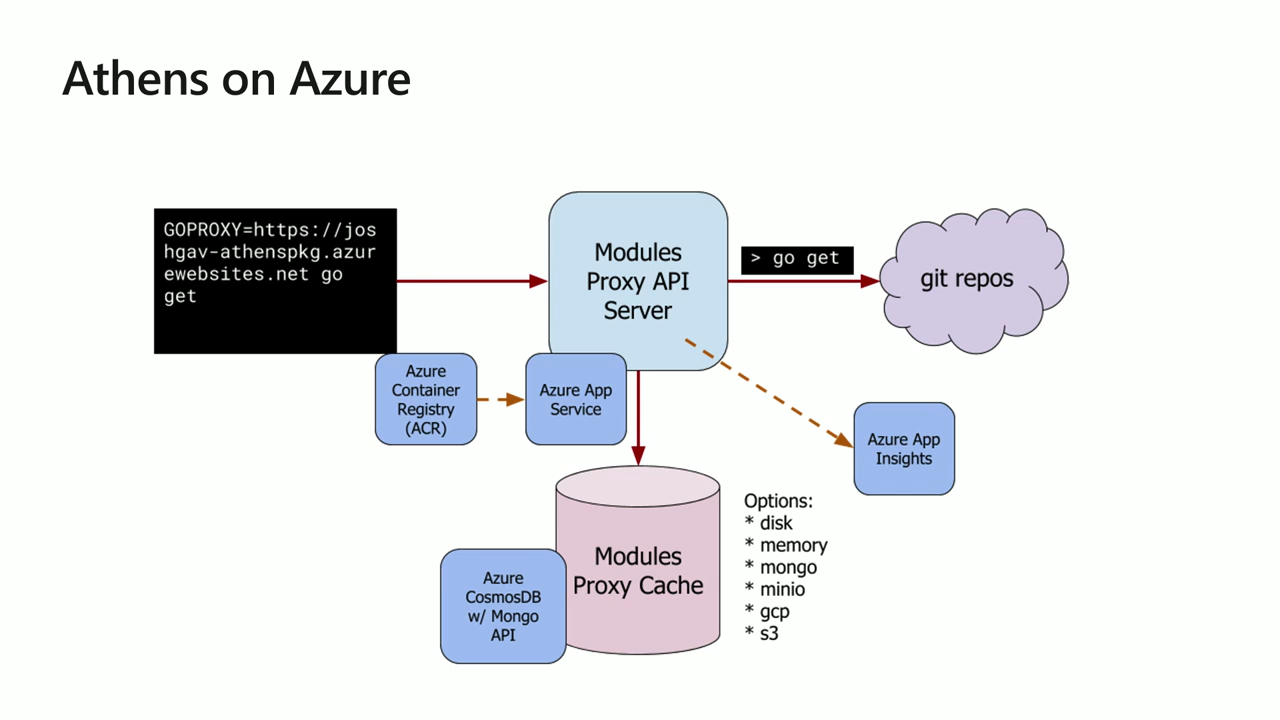 Athens on Azure
GOPROXY=https://jos
hgav-athenspkg.azur
ewebsites.net go
get
Modules
Proxy API
Server
> go get
git repos
Azure
Container
Registry
(ACR)
Azure App
Service
Azure App
Insights
Modules
Proxy Cache
Azure
CosmosDB
w/ Mongo
API
Options:
* disk
* memory
* mongo
* minio
* gcp
* s3